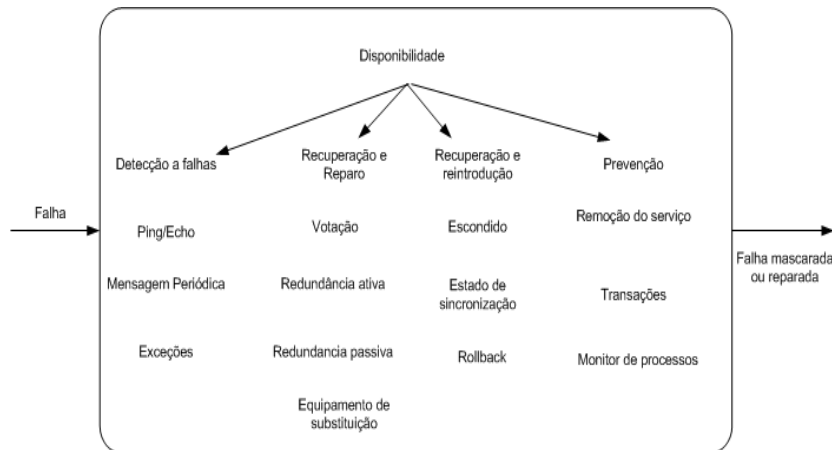 Disponibilidade
Detecção a falhas
Recuperação e
Reparo
Recuperação e
reintrodução
Prevenção
Falha
Ping/Echo
Votação
Escondido
Remoção do serviço
Falha mascarada
ou reparada
Mensagem Periódica
Redundância ativa
Estado de
sincronização
Transações
Exceções
Redundancia passiva
Rollback
Monitor de processos
Equipamento de
substituição